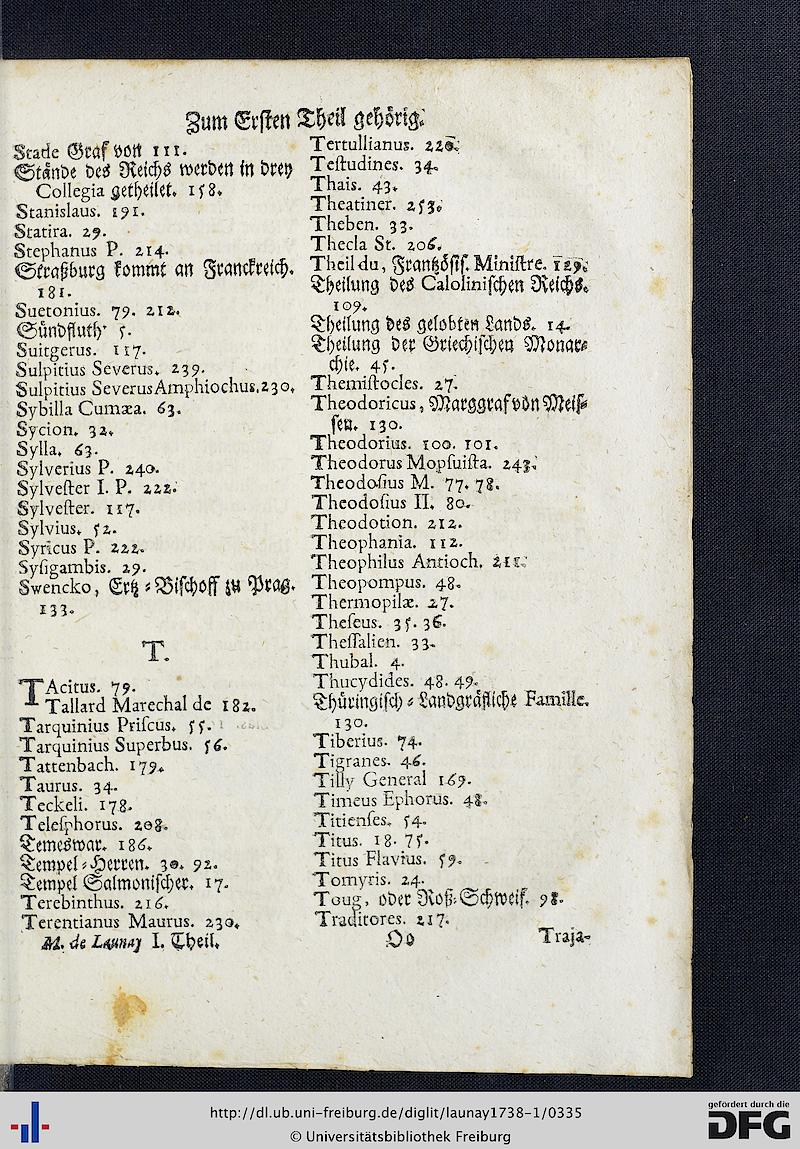 Zum Ersten Theil gehörig.
Stade Graf von 111.
Stände des Reichs werden in drey
Collegia getheilet. 158.
Stanislaus. 191.
Statira. 29.
Stephanus P. 214.
Straßburg kommt an Franckreich.
181.
Suetonius. 79. 212.
Sündfluth 5.
Suitgerus. 117.
Sulpitius Severus. 239.
Sulpitius Severus Amphiochus. 230.
Sybilla Cumæa. 63.
Sycion. 32.
Sylla. 63.
Sylverius P. 240.
Sylveſter I. P. 222.
Sylveſter. 117.
Sylvius. 52.
Syricus P. 222.
Syſigambis. 29.
Swencko, Ertz-Bischoff zu Prag.
133.
T.
TAcitus. 79.
Tallard Marechal de 182.
Tarquinius Priſcus. 55.
Tarquinius Superbus. 56.
Tattenbach. 179.
Taurus. 34.
Teckeli. 178.
Teleſphorus. 208.
Temeswar. 186.
Tempel-Herren. 30. 92.
Tempel Salmonischer. 17.
Terebinthus. 216.
Terentianus Maurus. 230.
M. de Launay I. Theil.
Tertullianus. 220.
Teſtudines. 34.
Thais. 43.
Theatiner. 253.
Theben. 33.
Thecla St. 206.
Theil du, Frantzösis. Miniſtre. 129.
Theilung des Calolinischen Reichs.
109.
Theilung des gelobten Lands. 14.
Theilung der Griechischen Monar-
chie. 45.
Themiſtocles. 27.
Theodoricus, Marggraf von Meis-
sen. 130.
Theodorius. 100. 101.
Theodorus Mopſuiſta. 243.
Theodoſius M. 77. 78.
Theodoſius II. 80.
Theodotion. 212.
Theophania. 112.
Theophilus Antioch. 211.
Theopompus. 48.
Thermopilæ. 27.
Theſeus. 35. 36.
Theſſalien. 33.
Thubal. 4.
Thucydides. 48. 49.
Thüringisch-Landgräfliche Famille.
130.
Tiberius. 74.
Tigranes. 46.
Tilly General 169.
Timeus Ephorus. 48.
Titienſes. 54.
Titus. 18. 75.
Titus Flavius. 59.
Tomyris. 24.
Toug, oder Roß-Schweif. 98.
Traditores. 217.
Oo
Traja-
http://dl.ub.uni-freiburg.de/diglit/launay1738-1/0335
© Universitätsbibliothek Freiburg
gefördert durch die
DFG